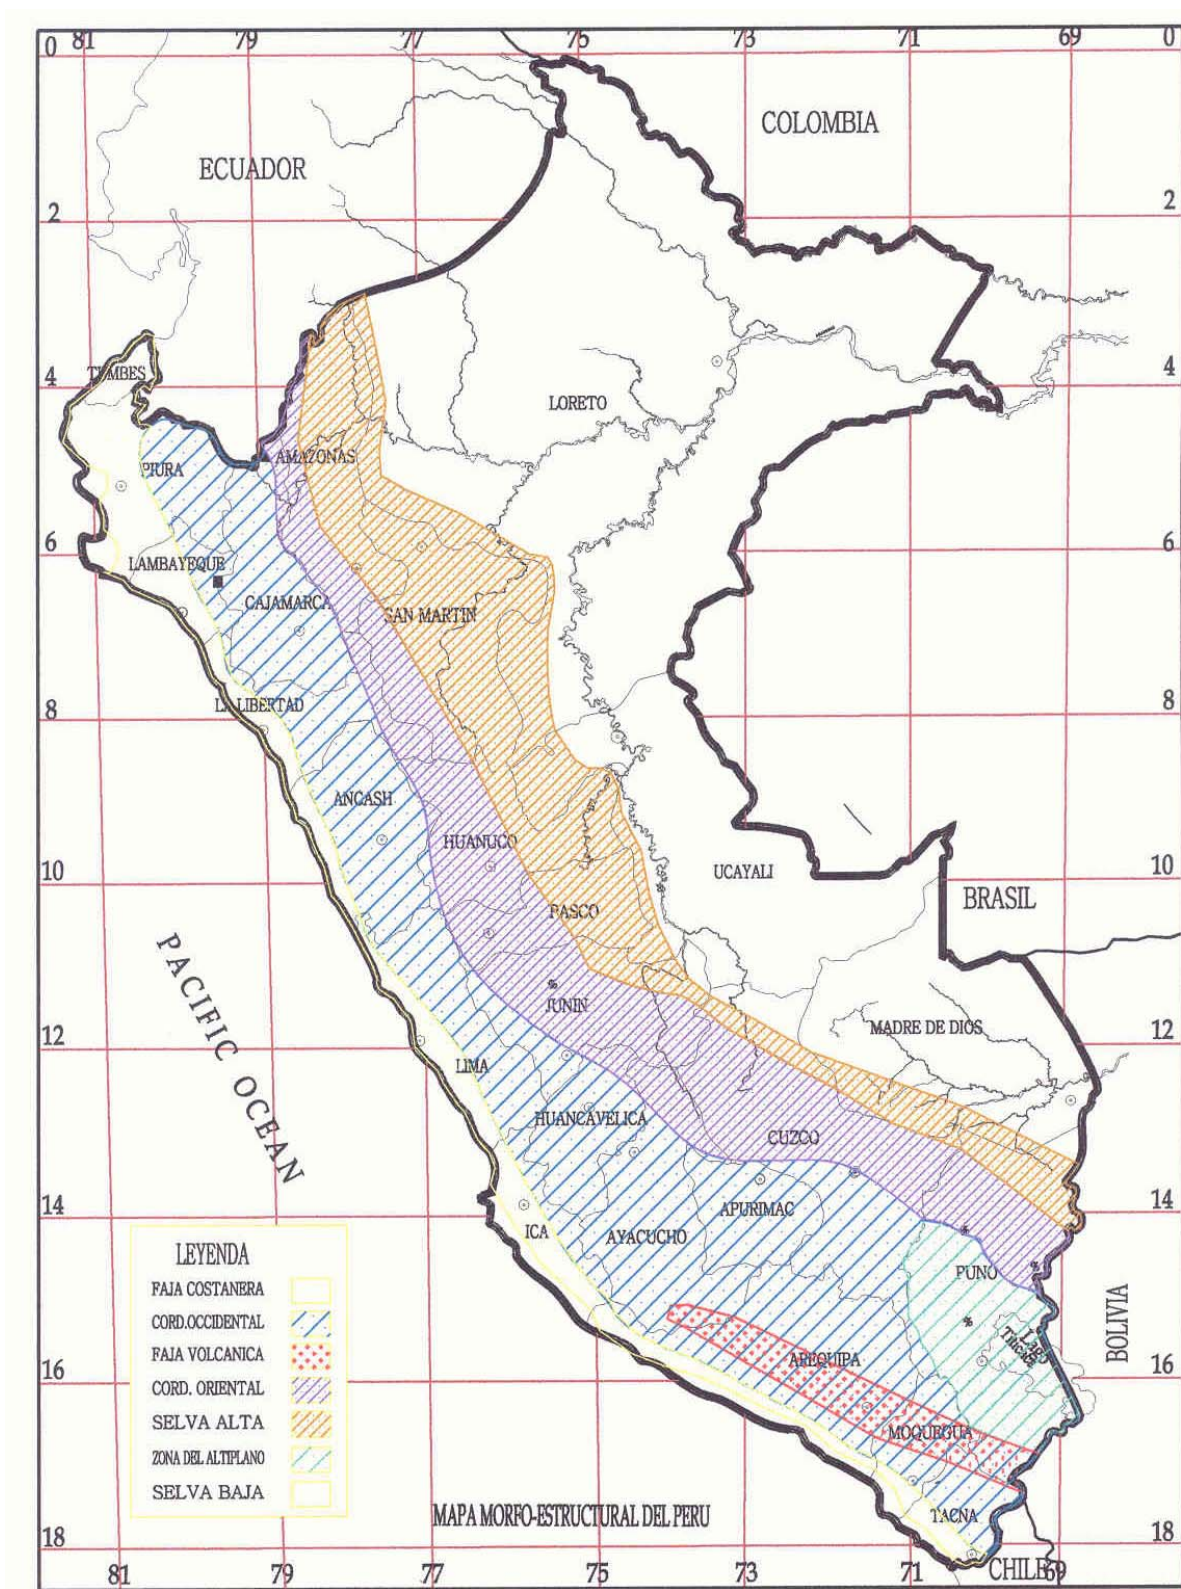 0 81 79 77 75 73 71 69 0
COLOMBIA
ECUADOR
2 2
TUMBES
4 4
LORETO
AMAZONAS
PIURA
6 6
LAMBAYEQUE
CAJAMARCA
SAN MARTIN
LA LIBERTAD
8 8
ANCASH
HUANUCO
UCAYALI
10 10
BRASIL
PASCO
PACIFIC OCEAN
JUNIN
MADRE DE DIOS
12 12
LIMA
HUANCAVELICA
CUZCO
14 14
APURIMAC
ICA
AYACUCHO
LEYENDA
PUNO
FAJA COSTANERA
BOLIVIA
CORD.OCCIDENTAL
Lago
Titicaca
FAJA VOLCANICA
AREQUIPA
16 16
CORD. ORIENTAL
SELVA ALTA
MOQUEGUA
ZONA DEL ALTIPLANO
SELVA BAJA
MAPA MORFO-ESTRUCTURAL DEL PERU
TACNA
18 18
CHILE
81 79 77 75 73 71 69